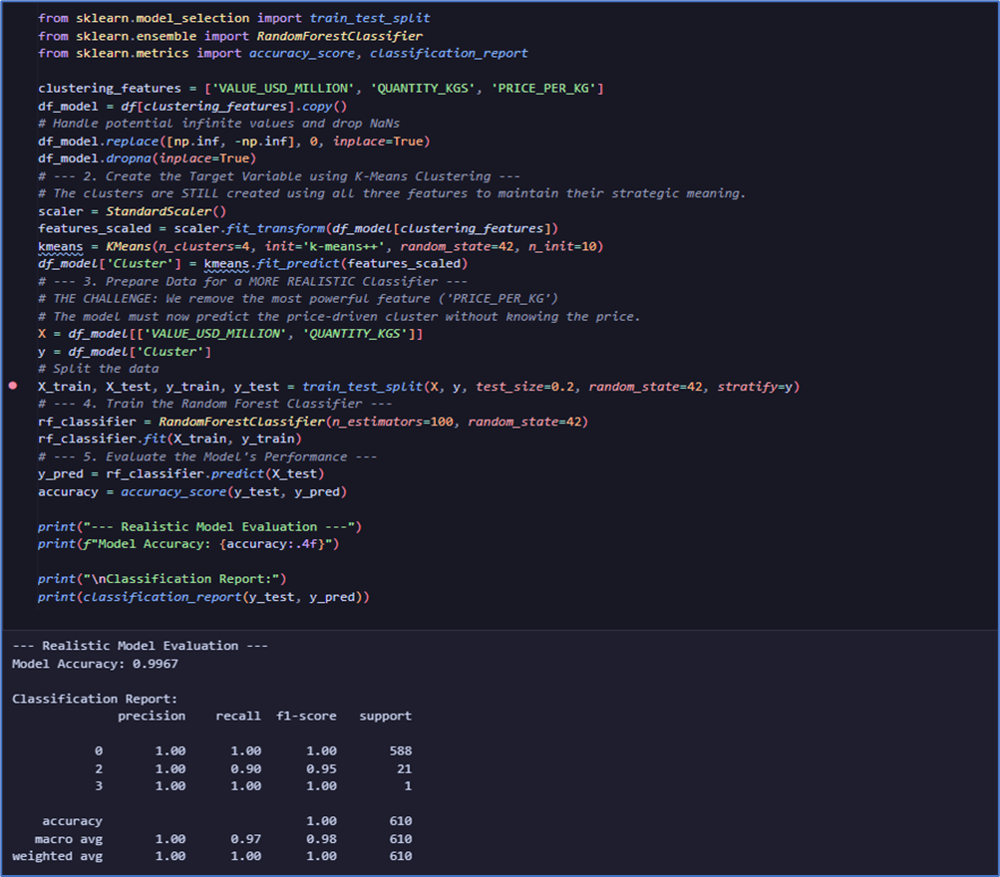 from sklearn.model_selection import train_test_split
from sklearn.ensemble import RandomForestClassifier
from sklearn.metrics import accuracy_score, classification_report

clustering_features = ['VALUE_USD_MILLION', 'QUANTITY_KGS', 'PRICE_PER_KG']
df_model = df[clustering_features].copy()
# Handle potential infinite values and drop NaNs
df_model.replace([np.inf, -np.inf], 0, inplace=True)
df_model.dropna(inplace=True)
# --- 2. Create the Target Variable using K-Means Clustering ---
# The clusters are STILL created using all three features to maintain their strategic meaning.
scaler = StandardScaler()
features_scaled = scaler.fit_transform(df_model[clustering_features])
kmeans = KMeans(n_clusters=4, init='k-means++', random_state=42, n_init=10)
df_model['Cluster'] = kmeans.fit_predict(features_scaled)
# --- 3. Prepare Data for a MORE REALISTIC Classifier ---
# THE CHALLENGE: We remove the most powerful feature ('PRICE_PER_KG')
# The model must now predict the price-driven cluster without knowing the price.
X = df_model[['VALUE_USD_MILLION', 'QUANTITY_KGS']]
y = df_model['Cluster']
# Split the data
X_train, X_test, y_train, y_test = train_test_split(X, y, test_size=0.2, random_state=42, stratify=y)
# --- 4. Train the Random Forest Classifier ---
rf_classifier = RandomForestClassifier(n_estimators=100, random_state=42)
rf_classifier.fit(X_train, y_train)
# --- 5. Evaluate the Model's Performance ---
y_pred = rf_classifier.predict(X_test)
accuracy = accuracy_score(y_test, y_pred)

print("--- Realistic Model Evaluation ---")
print(f"Model Accuracy: {accuracy:.4f}")

print("\nClassification Report:")
print(classification_report(y_test, y_pred))

--- Realistic Model Evaluation ---
Model Accuracy: 0.9967

Classification Report:
              precision    recall  f1-score   support

           0       1.00      1.00      1.00       588
           2       1.00      0.90      0.95        21
           3       1.00      1.00      1.00         1

    accuracy                           1.00       610
   macro avg       1.00      0.97      0.98       610
weighted avg       1.00      1.00      1.00       610